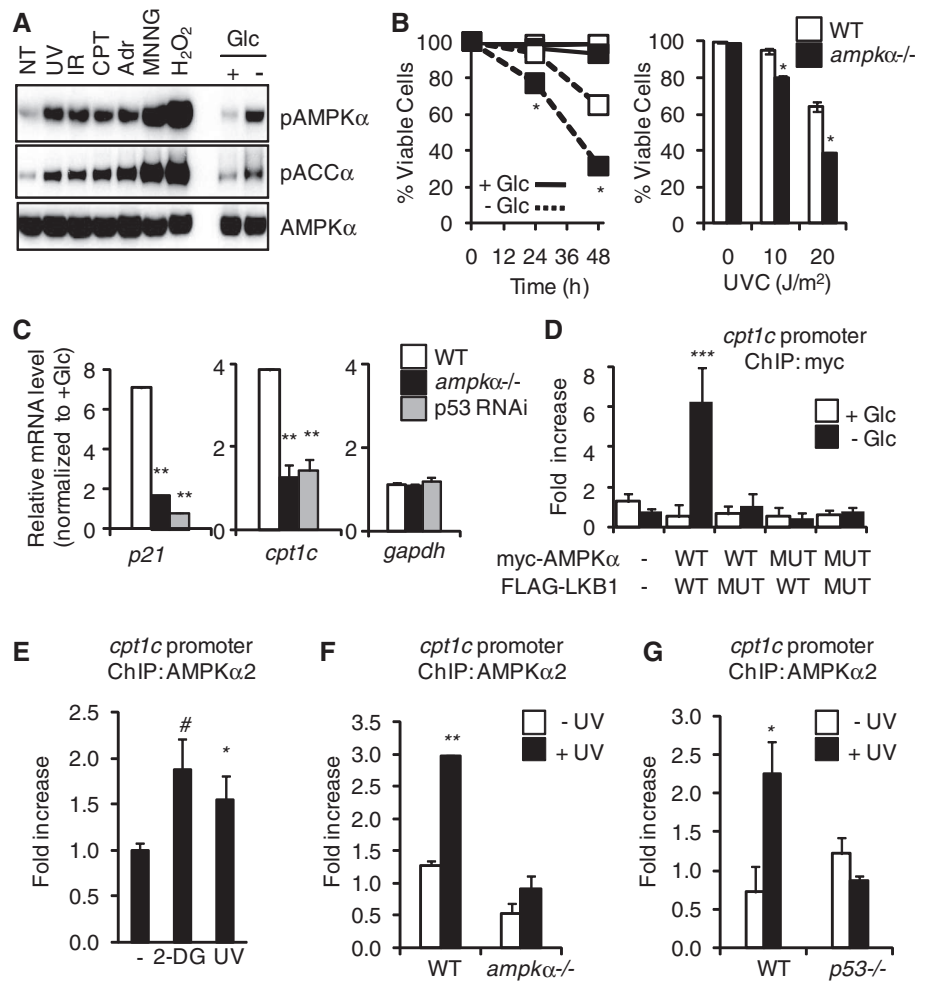 A
NT UV IR CPT Adr MNNG H2O2
Glc
+ -
pAMPKα
pACCα
AMPKα
B
% Viable Cells
100
80
60
40
20
0
+ Glc
- Glc
*
*
0 12 24 36 48
Time (h)
WT
ampkα-/-
% Viable Cells
100
80
60
40
20
0
*
*
0 10 20
UVC (J/m2)
C
Relative mRNA level
(normalized to +Glc)
WT
ampkα-/-
p53 RNAi
8
6
4
2
0
**
**
p21
4
2
0
** **
cpt1c
4
2
0
gapdh
D
cpt1c promoter
ChIP: myc
+ Glc
- Glc
Fold increase
8
6
4
2
0
***
myc-AMPKα - WT WT MUT MUT
FLAG-LKB1 - WT MUT WT MUT
E
cpt1c promoter
ChIP: AMPKα2
Fold increase
2.5
2.0
1.5
1.0
0.5
0.0
#
*
- 2-DG UV
F
cpt1c promoter
ChIP: AMPKα2
- UV
+ UV
Fold increase
3.5
3.0
2.5
2.0
1.5
1.0
0.5
0.0
**
WT ampkα-/-
G
cpt1c promoter
ChIP: AMPKα2
- UV
+ UV
Fold increase
3.0
2.5
2.0
1.5
1.0
0.5
0.0
*
WT p53-/-